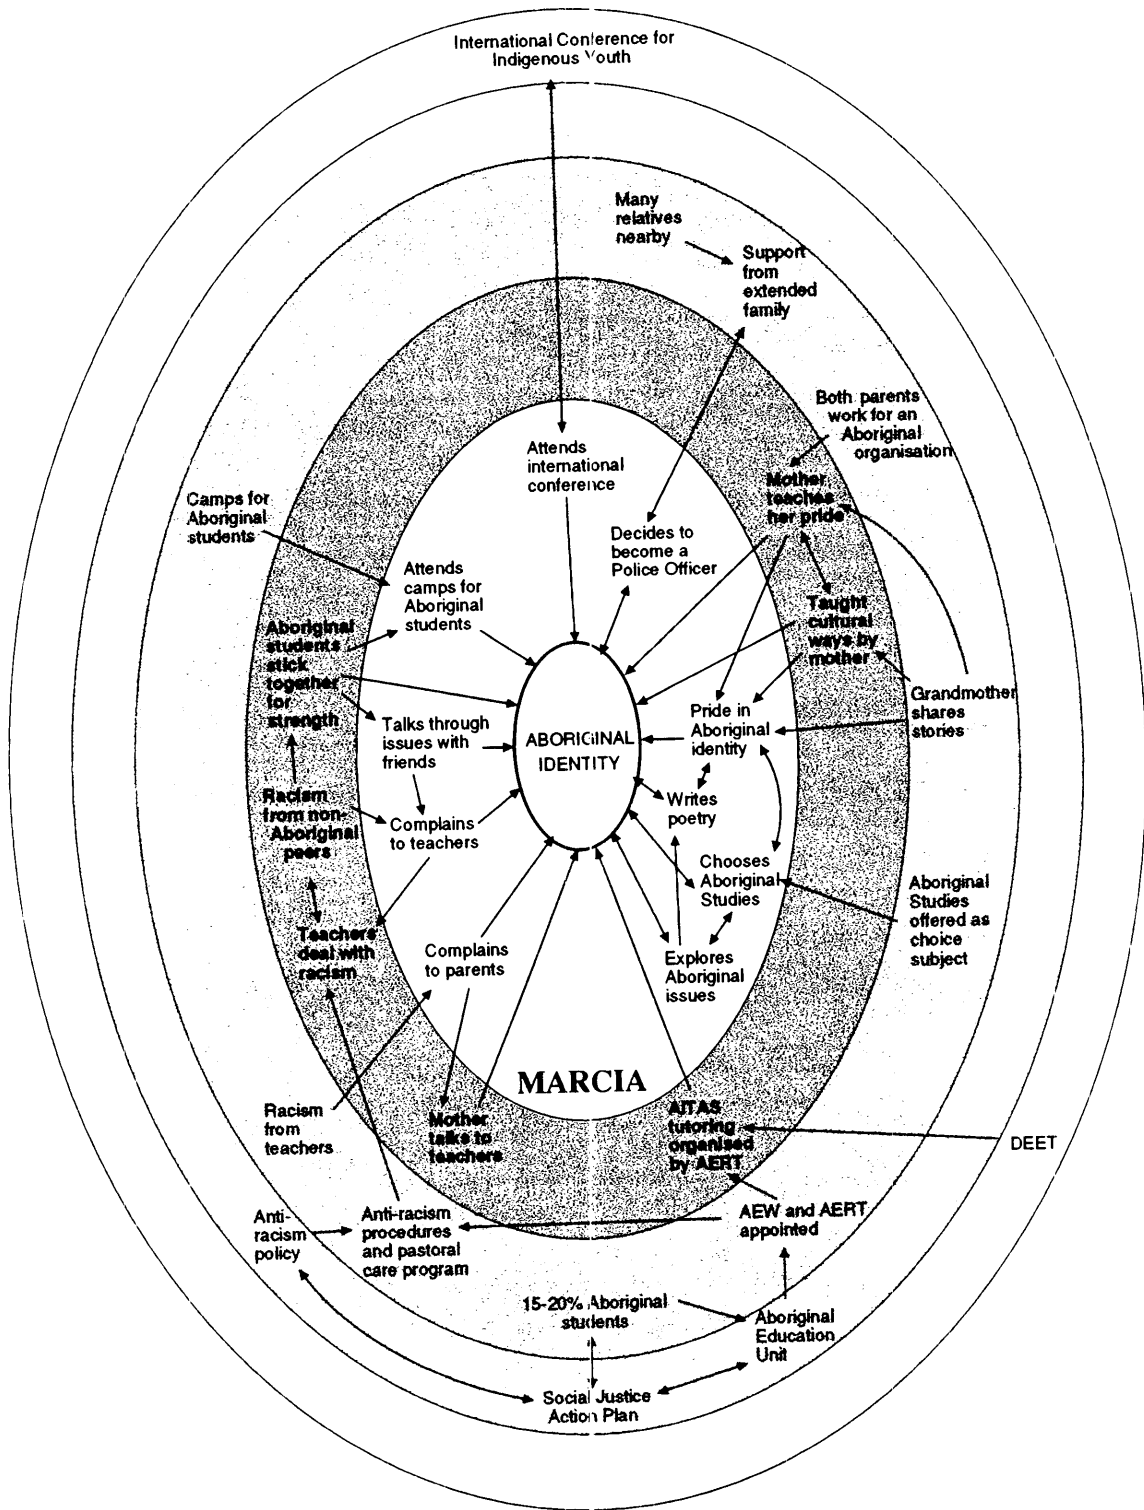 International Conference for
Indigenous Youth
Many
relatives
nearby
Support
from
extended
family
Both parents
work for an
Aboriginal
organisation
Attends
international
conference
Mother
teaches
her pride
Camps for
Aboriginal
students
Decides to
become a
Police Officer
Attends
camps for
Aboriginal
students
Taught
cultural
ways by
mother
Aboriginal
students
stick
together
for
strength
Grandmother
shares
stories
Talks through
issues with
friends
ABORIGINAL
IDENTITY
Pride in
Aboriginal
identity
Racism
from non-
Aboriginal
peers
Complains
to teachers
Writes
poetry
Chooses
Aboriginal
Studies
Aboriginal
Studies
offered as
choice
subject
Teachers
deal with
racism
Complains
to parents
Explores
Aboriginal
issues
MARCIA
Racism
from
teachers
Mother
talks to
teachers
AITAS
tutoring
organised
by AERT
DEET
Anti-
racism
policy
Anti-racism
procedures
and pastoral
care program
AEW and AERT
appointed
15-20% Aboriginal
students
Aboriginal
Education
Unit
Social Justice
Action Plan